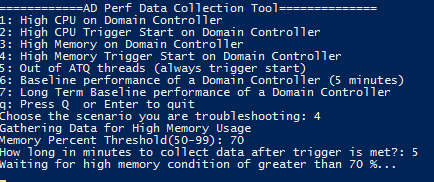 ============AD Perf Data Collection Tool==============
1: High CPU on Domain Controller
2: High CPU Trigger Start on Domain Controller
3: High Memory on Domain Controller
4: High Memory Trigger Start on Domain Controller
5: Out of ATQ threads (always trigger start)
6: Baseline performance of a Domain Controller (5 minutes)
7: Long Term Baseline performance of a Domain Controller
q: Press Q  or Enter to quit
Choose the scenario you are troubleshooting: 4
Gathering Data for High Memory Usage
Memory Percent Threshold(50-99): 70
How long in minutes to collect data after trigger is met?: 5
Waiting for high memory condition of greater than 70 %...